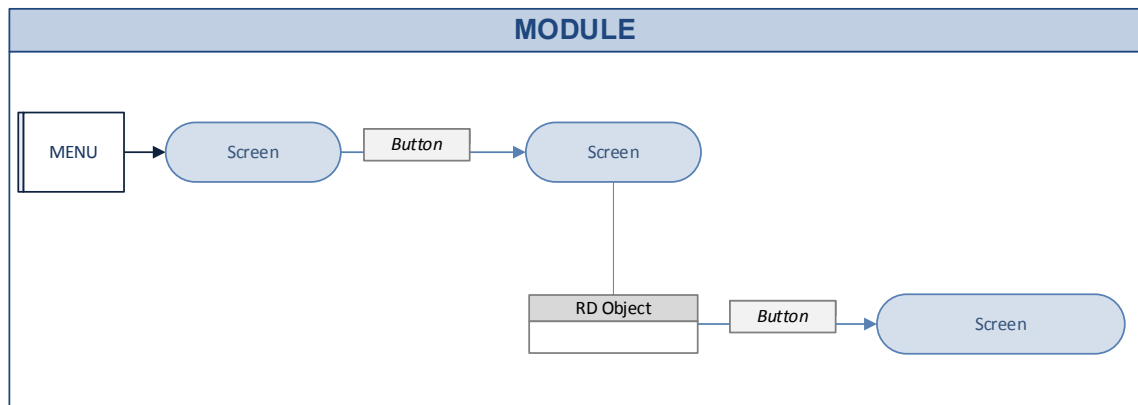 MODULE
MENU
Screen
Button
Screen
RD Object
Button
Screen